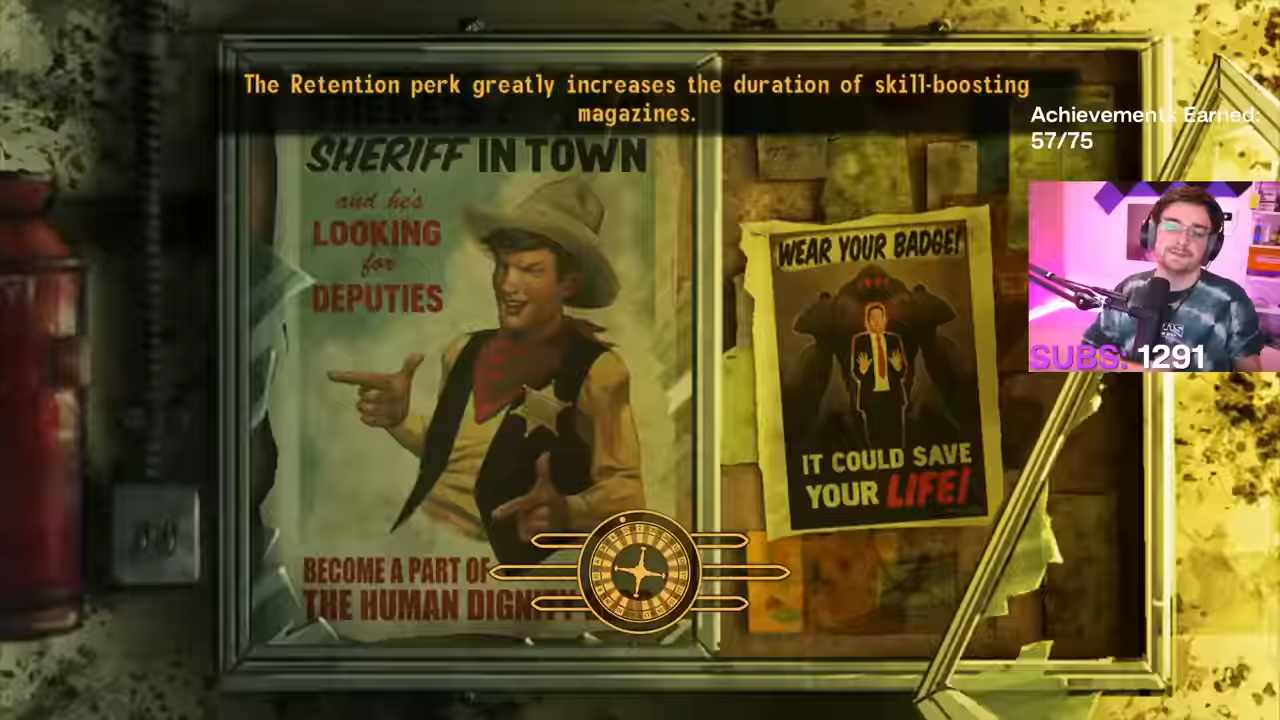 The Retention perk greatly increases the duration of skill-boosting
magazines.
Achievements Earned:
57/75
SHERIFF IN TOWN
and he's
LOOKING
for
DEPUTIES
WEAR YOUR BADGE!
IT COULD SAVE
YOUR LIFE!
SUBS: 1291
BECOME A PART OF
THE HUMAN